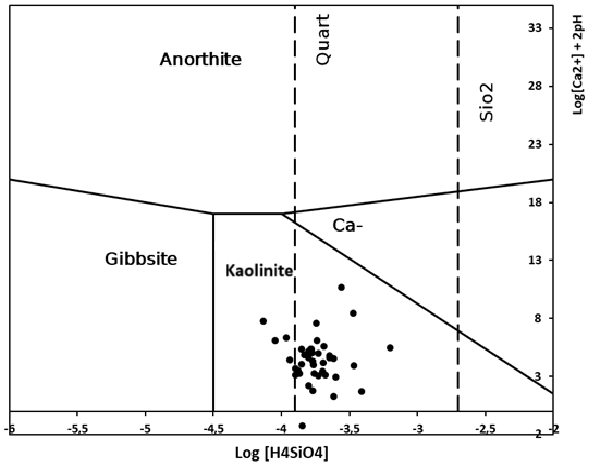 Anorthite
Quart
Sio2
Log[Ca2+] + 2pH
33
28
23
18
13
8
3
2
Ca-
Gibbsite
Kaolinite
-6 -5,5 -5 -4,5 -4 -3,5 -3 -2,5 -2
Log [H4SiO4]